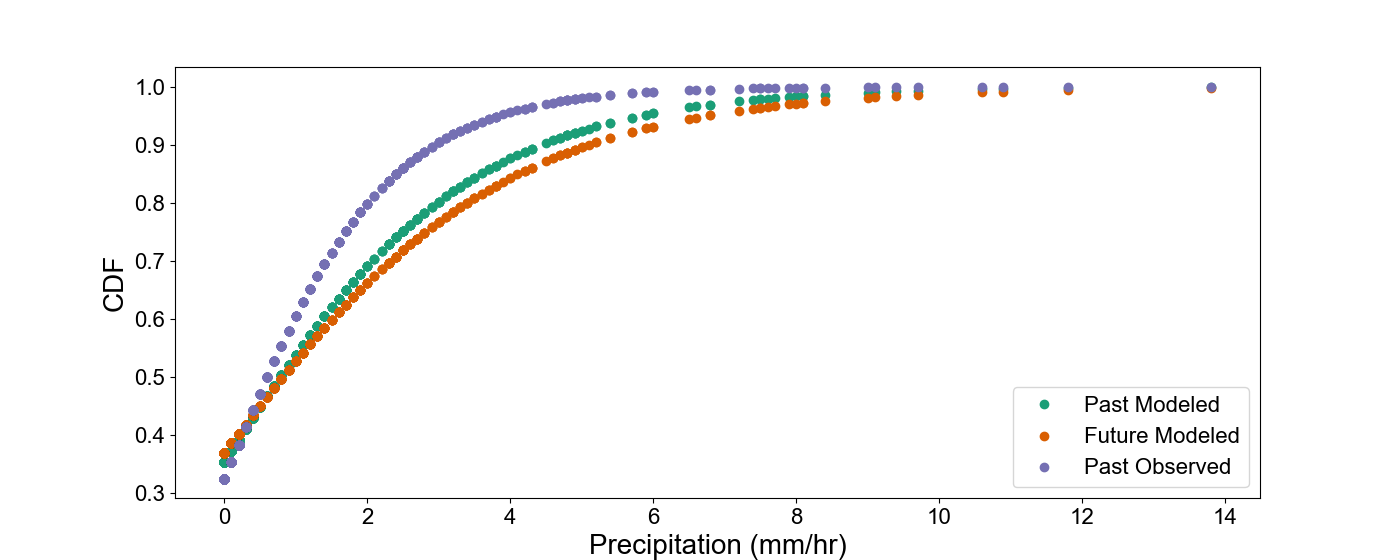 1.0
0.9
0.8
0.7
0.6
0.5
0.4
0.3
CDF
0 2 4 6 8 10 12 14
Precipitation (mm/hr)
Past Modeled
Future Modeled
Past Observed